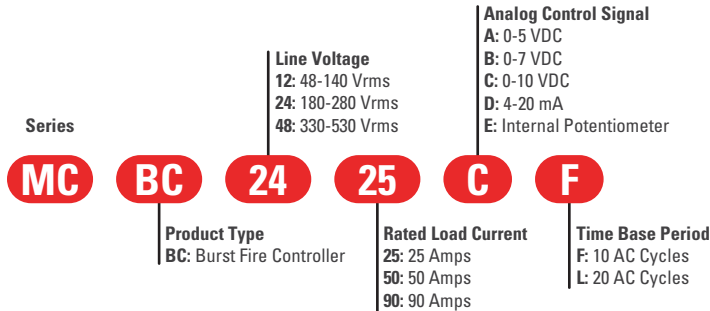 Analog Control Signal
A: 0-5 VDC
B: 0-7 VDC
C: 0-10 VDC
D: 4-20 mA
E: Internal Potentiometer
Line Voltage
12: 48-140 Vrms
24: 180-280 Vrms
48: 330-530 Vrms
Series
MC BC 24 25 C F
Product Type
BC: Burst Fire Controller
Rated Load Current
25: 25 Amps
50: 50 Amps
90: 90 Amps
Time Base Period
F: 10 AC Cycles
L: 20 AC Cycles